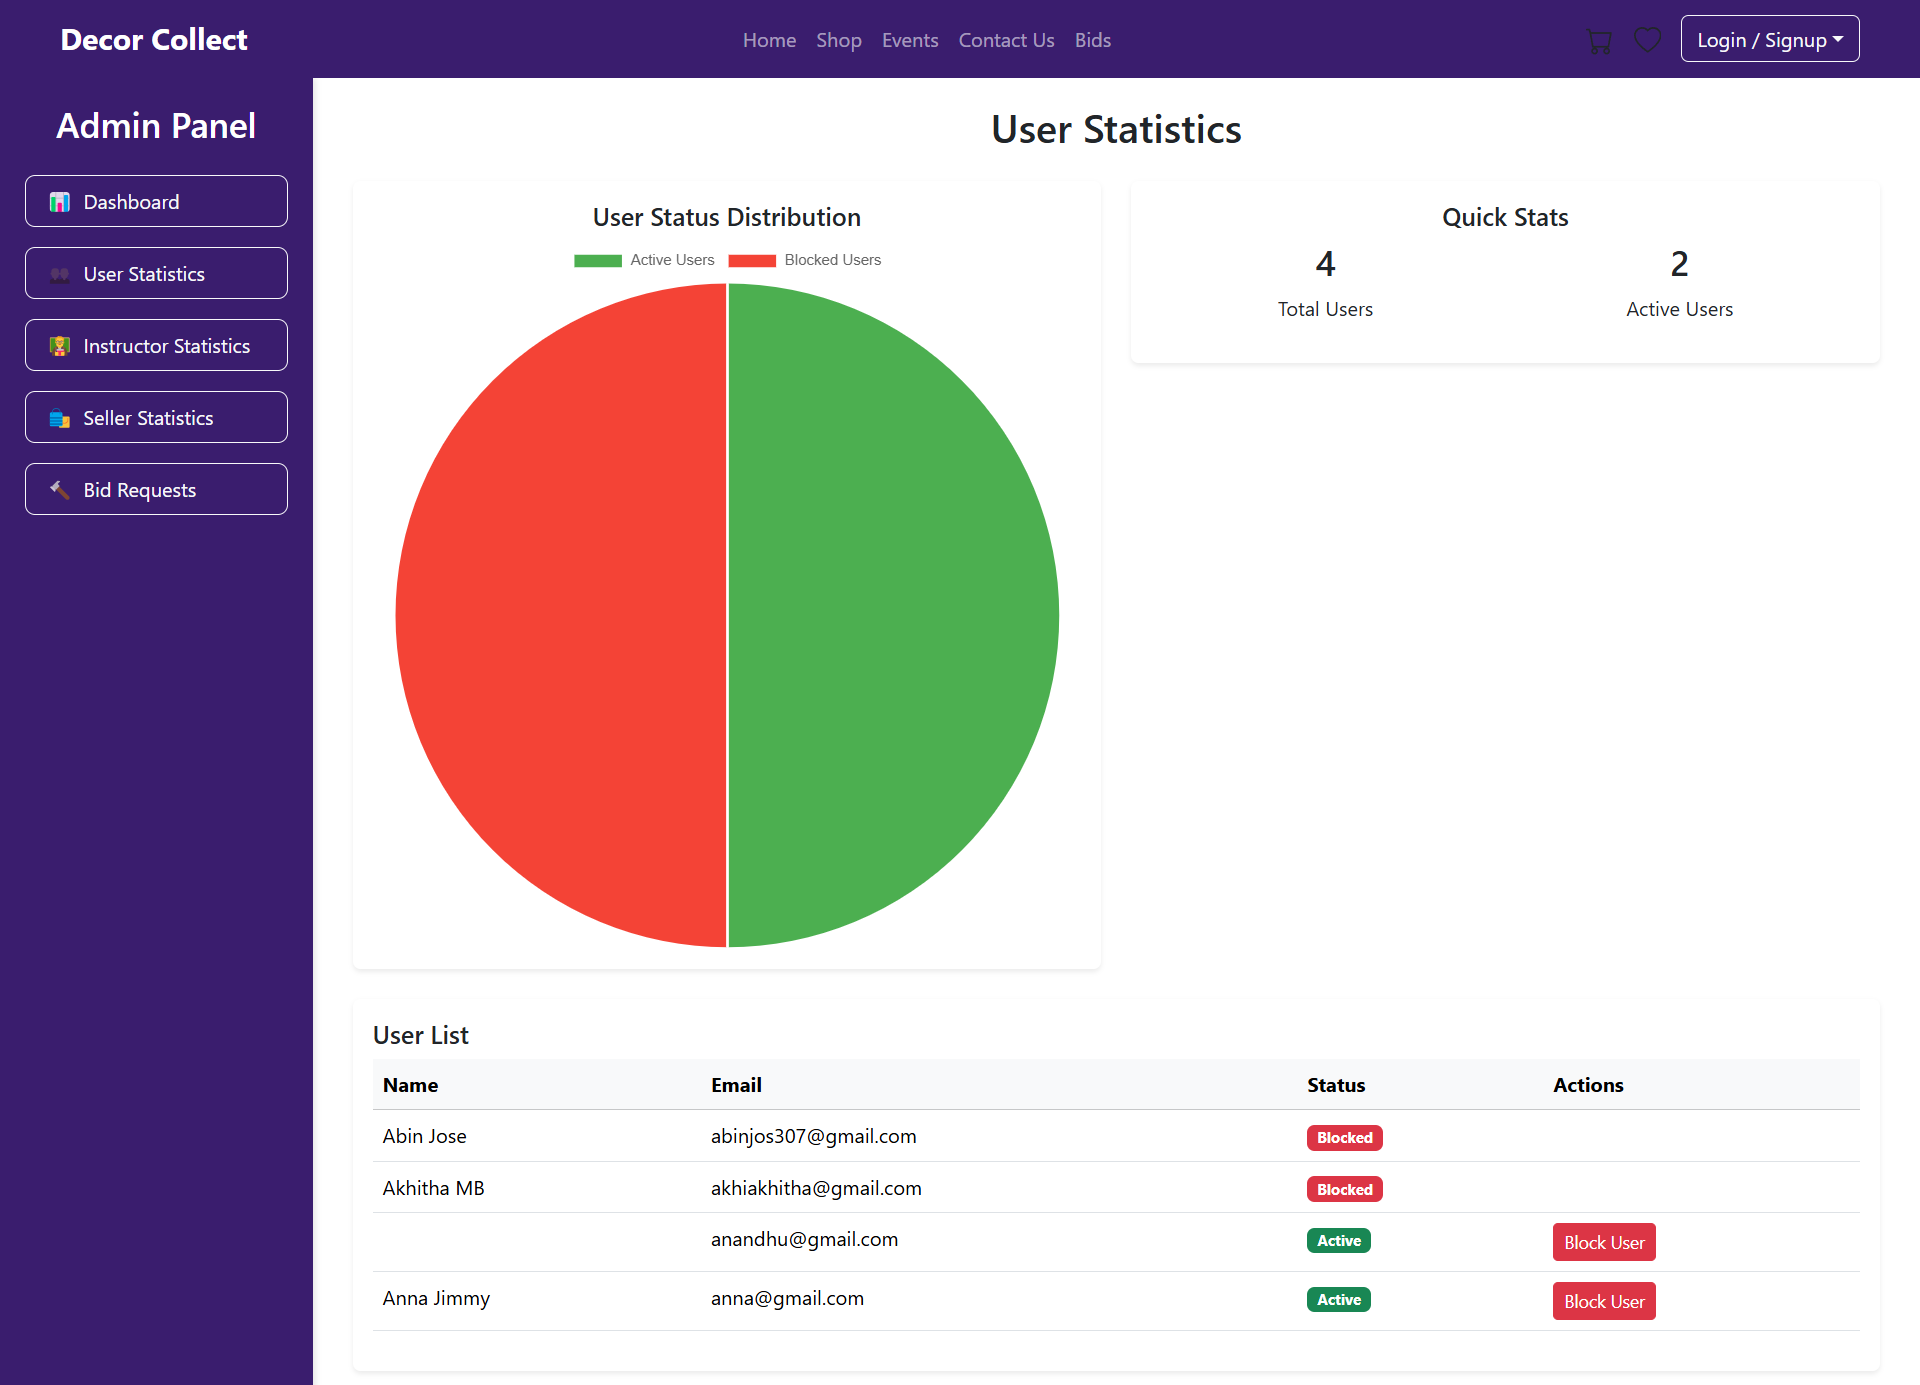 Decor Collect
Home Shop Events Contact Us Bids
Login / Signup
Admin Panel
Dashboard
User Statistics
Instructor Statistics
Seller Statistics
Bid Requests
User Statistics
User Status Distribution
Active Users Blocked Users
Quick Stats
4 2
Total Users Active Users
User List
Name Email Status Actions
Abin Jose abinjos307@gmail.com Blocked
Akhitha MB akhiakhitha@gmail.com Blocked
anandhu@gmail.com Active Block User
Anna Jimmy anna@gmail.com Active Block User